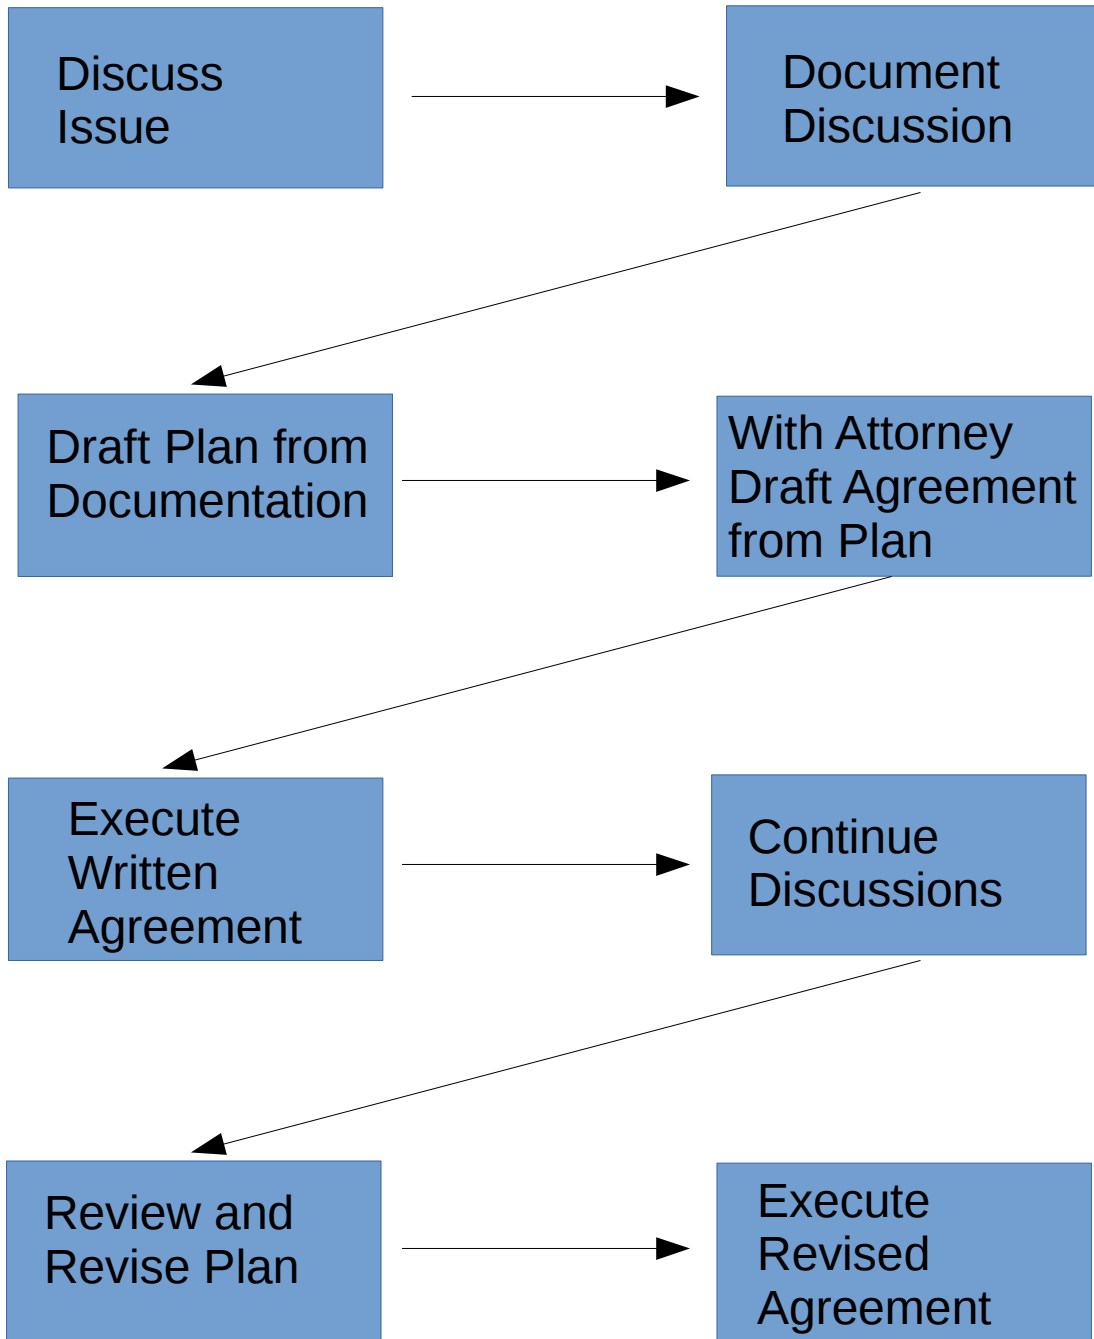 Discuss
Issue
Document
Discussion
Draft Plan from
Documentation
With Attorney
Draft Agreement
from Plan
Execute
Written
Agreement
Continue
Discussions
Review and
Revise Plan
Execute
Revised
Agreement